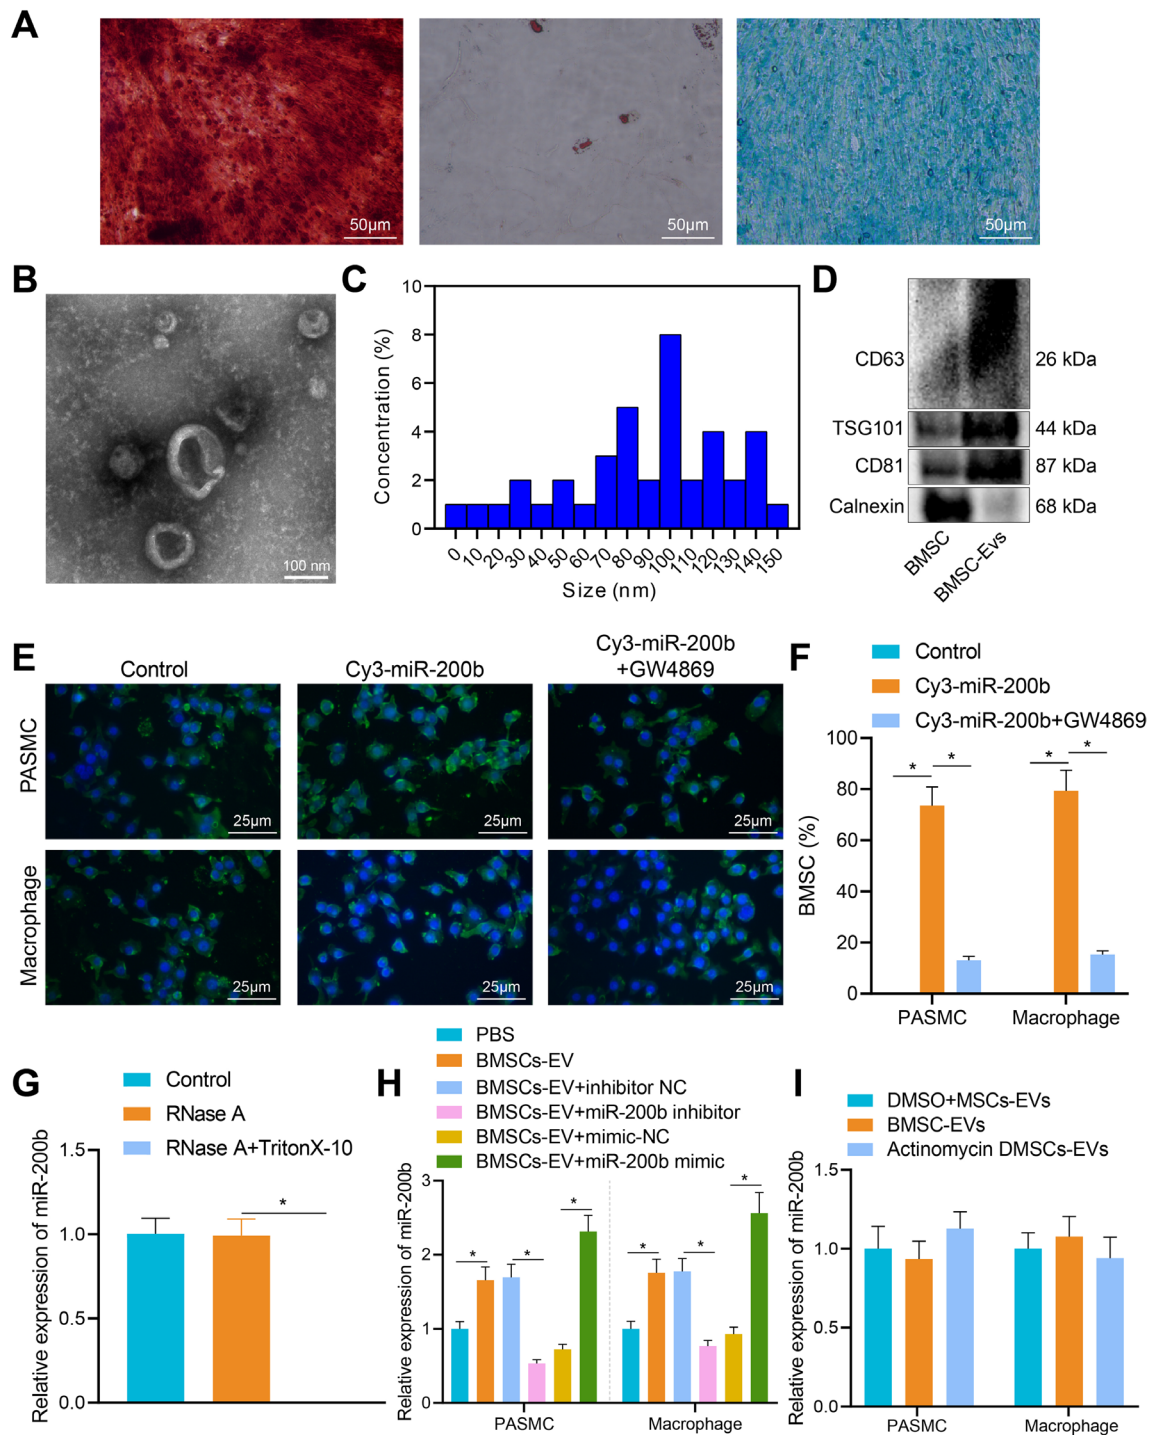 A
50μm
50μm
50μm
B
100 nm
C
Concentration (%)
10
8
6
4
2
0
0
10
20
30
40
50
60
70
80
90
100
110
120
130
140
150
Size (nm)
D
CD63
26 kDa
TSG101
44 kDa
CD81
87 kDa
Calnexin
68 kDa
BMSC
BMSC-Evs
E
Control
Cy3-miR-200b
Cy3-miR-200b
+GW4869
PASMC
25μm
25μm
25μm
Macrophage
25μm
25μm
25μm
F
Control
Cy3-miR-200b
Cy3-miR-200b+GW4869
BMSC (%)
100
80
60
40
20
0
* *
* *
PASMC
Macrophage
G
Control
RNase A
RNase A+TritonX-10
Relative expression of miR-200b
1.5
1.0
0.5
0.0
*
H
PBS
BMSCs-EV
BMSCs-EV+inhibitor NC
BMSCs-EV+miR-200b inhibitor
BMSCs-EV+mimic-NC
BMSCs-EV+miR-200b mimic
Relative expression of miR-200b
3
2
1
0
* * *
* * *
PASMC
Macrophage
I
DMSO+MSCs-EVs
BMSC-EVs
Actinomycin DMSCs-EVs
Relative expression of miR-200b
1.5
1.0
0.5
0.0
PASMC
Macrophage